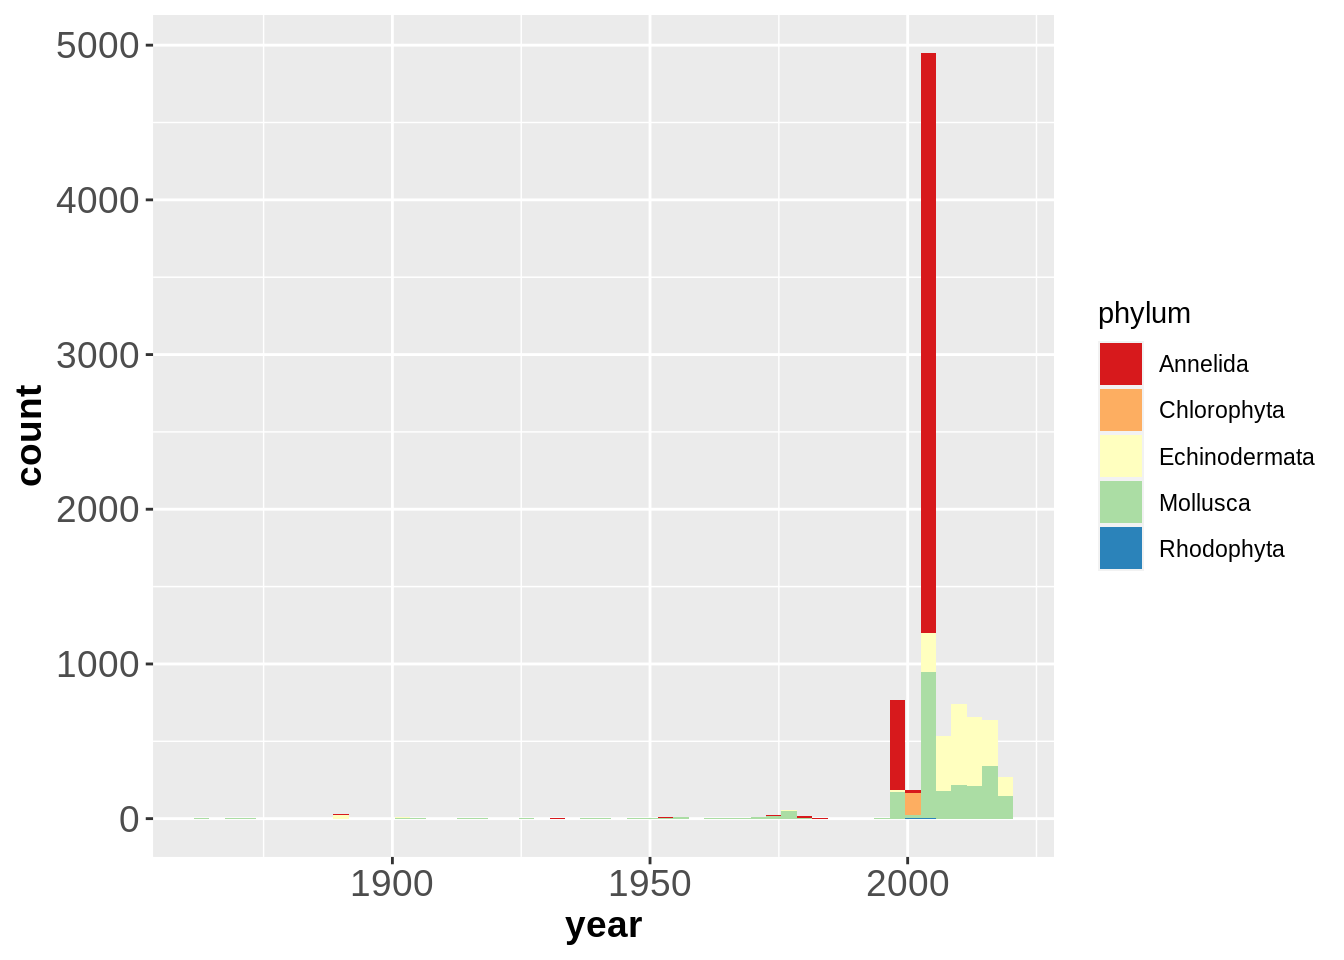 5000
4000
3000
2000
1000
0
count
1900
1950
2000
year
phylum
Annelida
Chlorophyta
Echinodermata
Mollusca
Rhodophyta